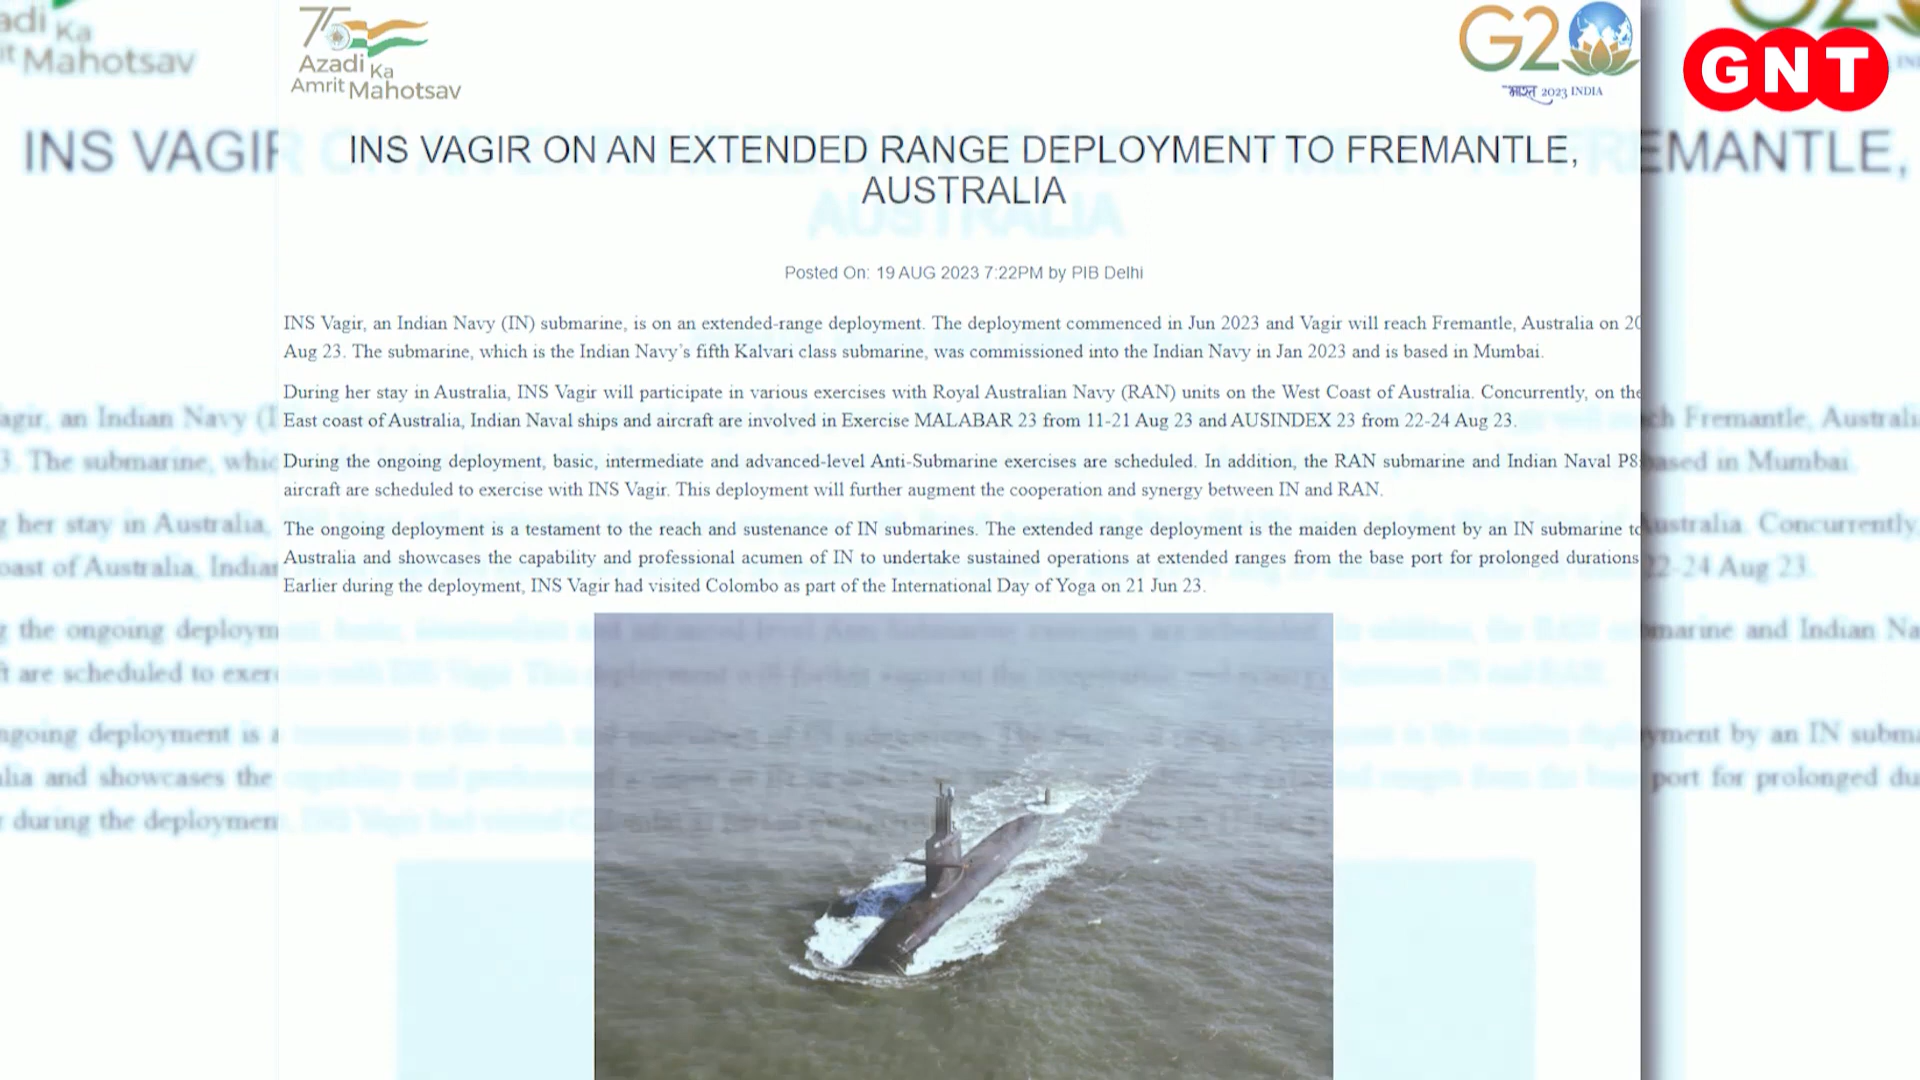 75
Azadi Ka
Amrit Mahotsav
G20
भारत 2023 INDIA
GNT
INS VAGIR ON AN EXTENDED RANGE DEPLOYMENT TO FREMANTLE,
AUSTRALIA
Posted On: 19 AUG 2023 7:22PM by PIB Delhi
INS Vagir, an Indian Navy (IN) submarine, is on an extended-range deployment. The deployment commenced in Jun 2023 and Vagir will reach Fremantle, Australia on 20
Aug 23. The submarine, which is the Indian Navy's fifth Kalvari class submarine, was commissioned into the Indian Navy in Jan 2023 and is based in Mumbai.
During her stay in Australia, INS Vagir will participate in various exercises with Royal Australian Navy (RAN) units on the West Coast of Australia. Concurrently, on the
East coast of Australia, Indian Naval ships and aircraft are involved in Exercise MALABAR 23 from 11-21 Aug 23 and AUSINDEX 23 from 22-24 Aug 23.
During the ongoing deployment, basic, intermediate and advanced-level Anti-Submarine exercises are scheduled. In addition, the RAN submarine and Indian Naval P8
aircraft are scheduled to exercise with INS Vagir. This deployment will further augment the cooperation and synergy between IN and RAN.
The ongoing deployment is a testament to the reach and sustenance of IN submarines. The extended range deployment is the maiden deployment by an IN submarine to
Australia and showcases the capability and professional acumen of IN to undertake sustained operations at extended ranges from the base port for prolonged durations
Earlier during the deployment, INS Vagir had visited Colombo as part of the International Day of Yoga on 21 Jun 23.